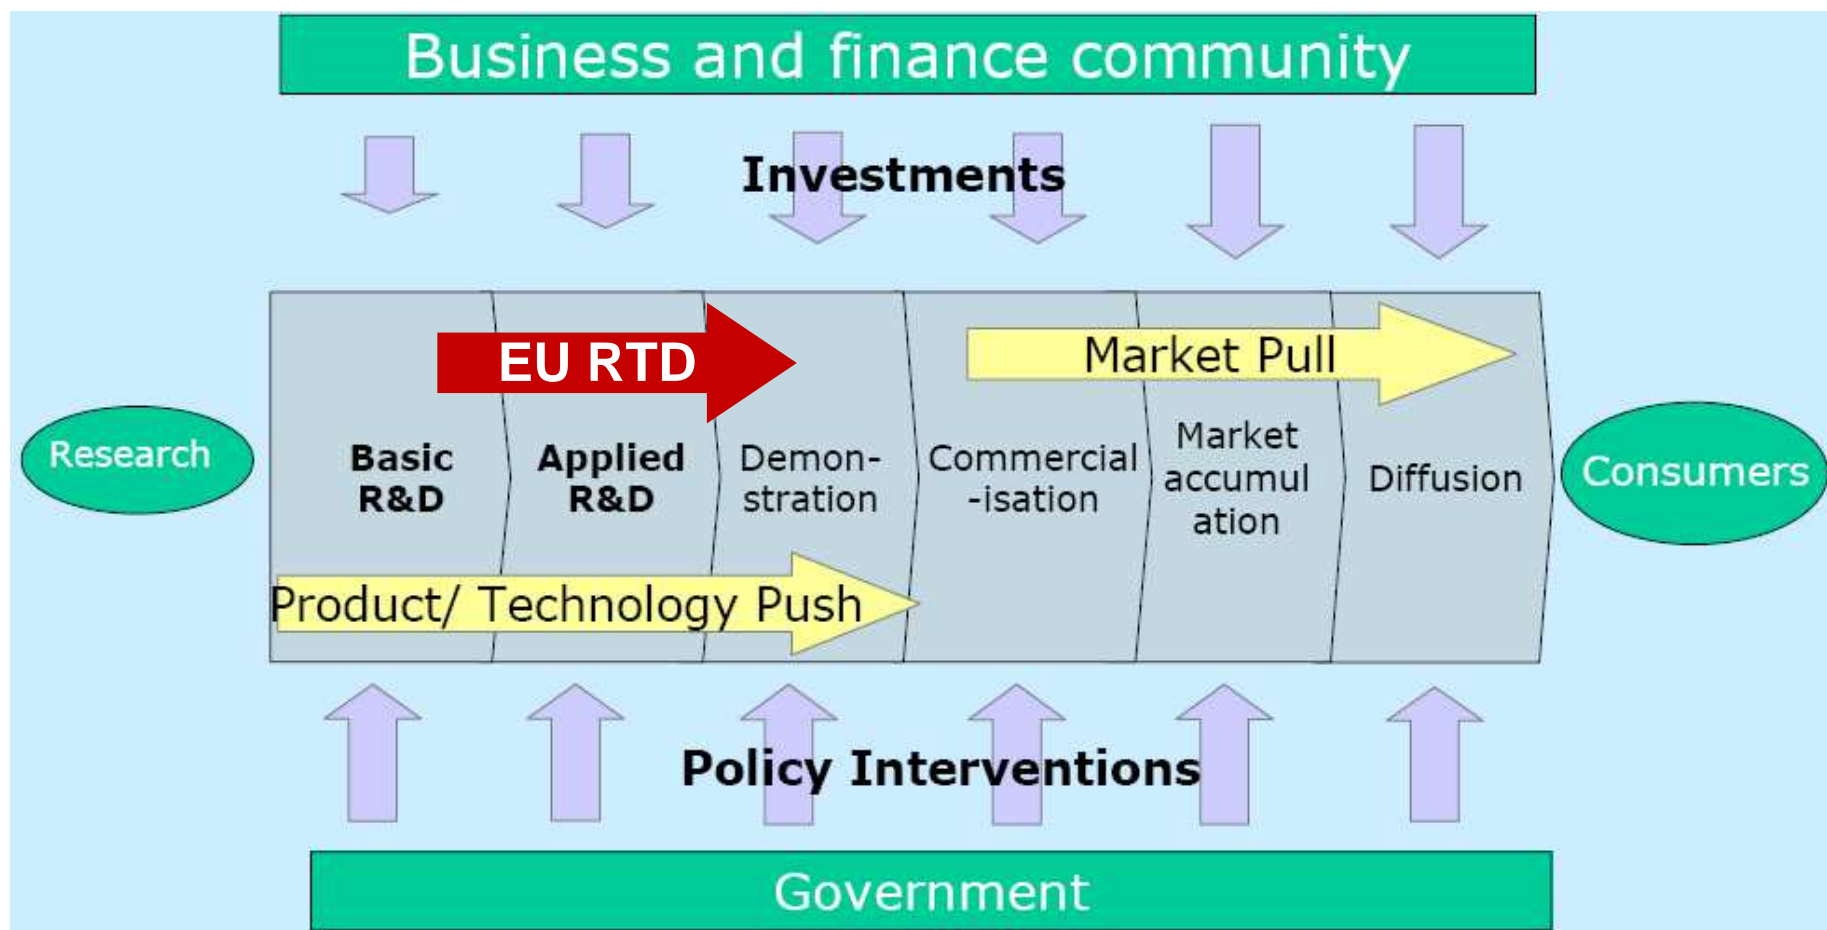 Business and finance community
Investments
EU RTD
Market Pull
Research
Basic
R&D
Applied
R&D
Demon-
stration
Commercial
-isation
Market
accumul
ation
Diffusion
Consumers
Product/ Technology Push
Policy Interventions
Government